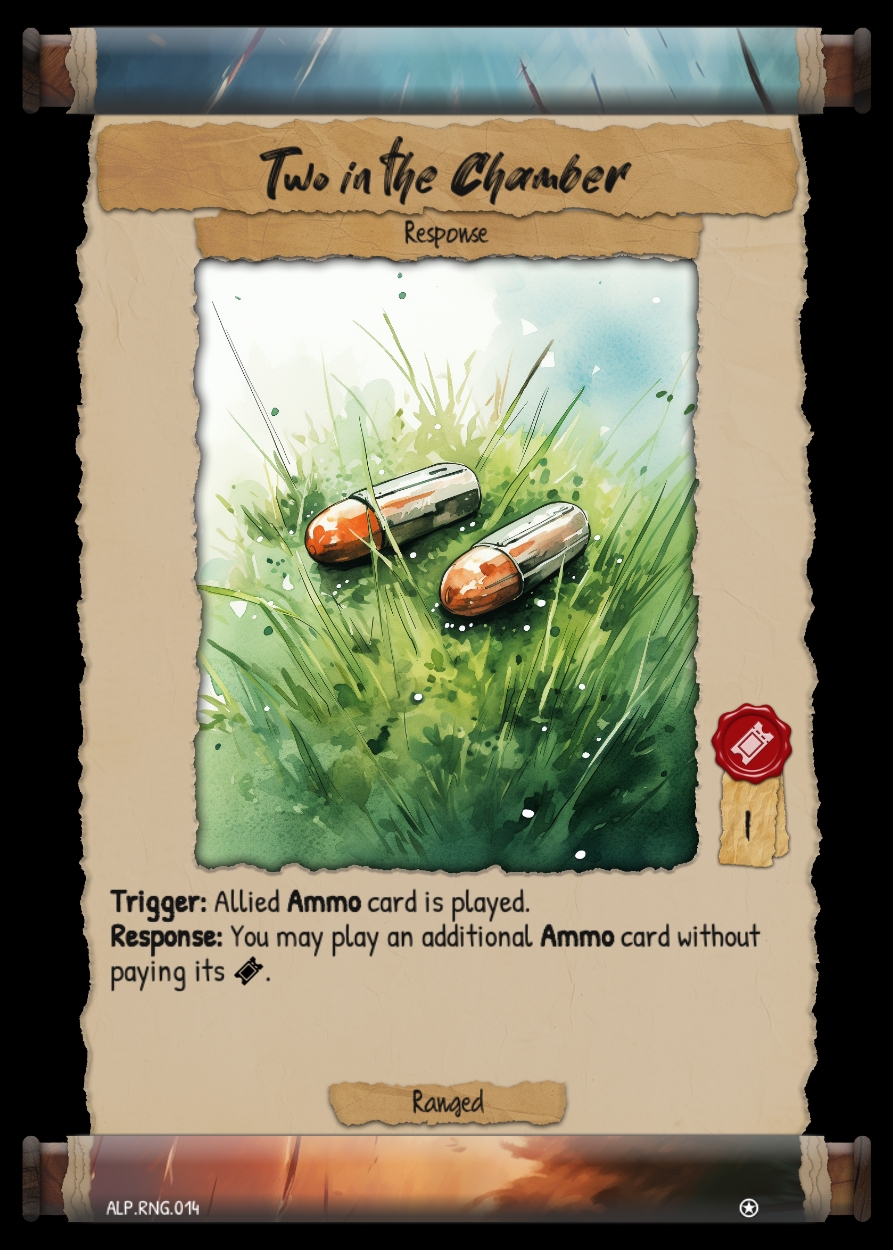 Two in the Chamber
Response
1
Trigger: Allied Ammo card is played.
Response: You may play an additional Ammo card without
paying its .
Ranged
ALP.RNG.014